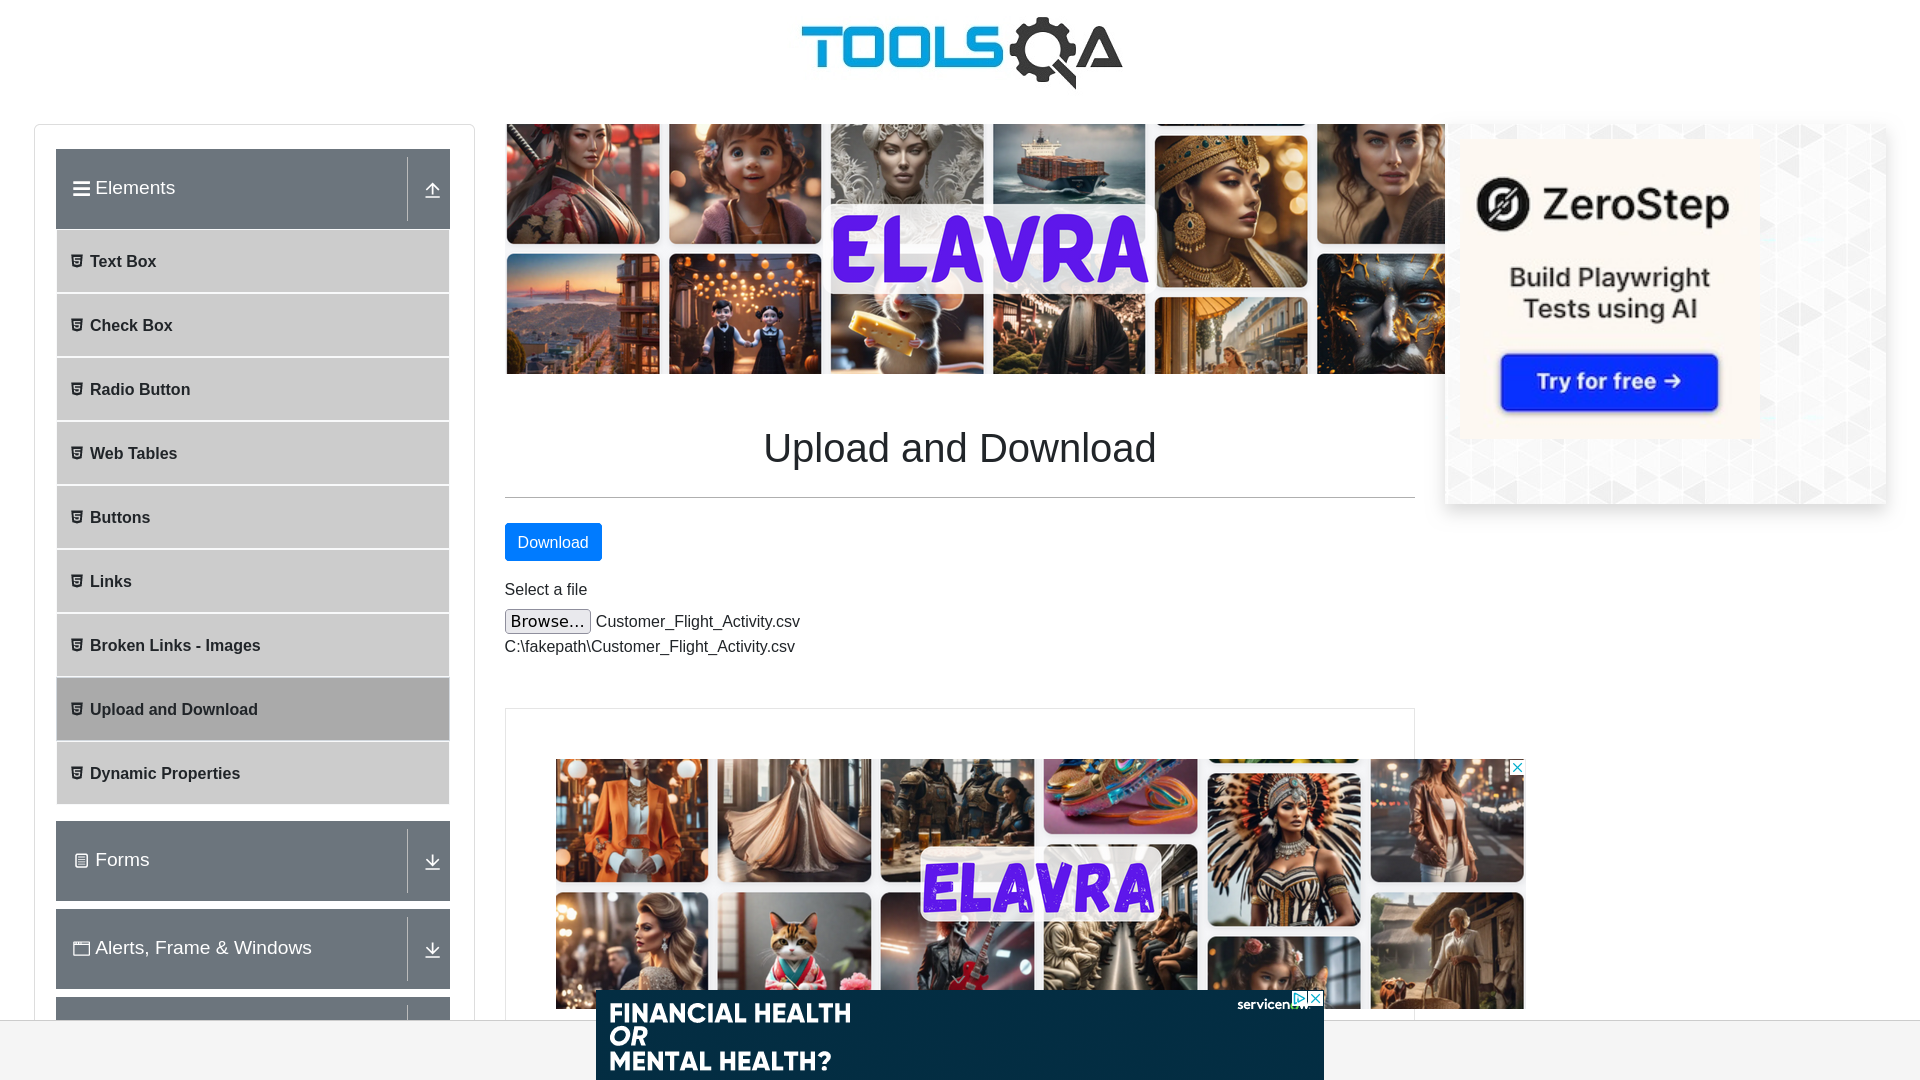 TOOLSQA
Elements
Text Box
Check Box
Radio Button
Web Tables
Buttons
Links
Broken Links - Images
Upload and Download
Dynamic Properties
Forms
Alerts, Frame & Windows
ELAVRA
Upload and Download
Download
Select a file
Browse...
Customer_Flight_Activity.csv
C:\fakepath\Customer_Flight_Activity.csv
ELAVRA
ZeroStep
Build Playwright
Tests using AI
Try for free →
FINANCIAL HEALTH
OR
MENTAL HEALTH?
servicenow